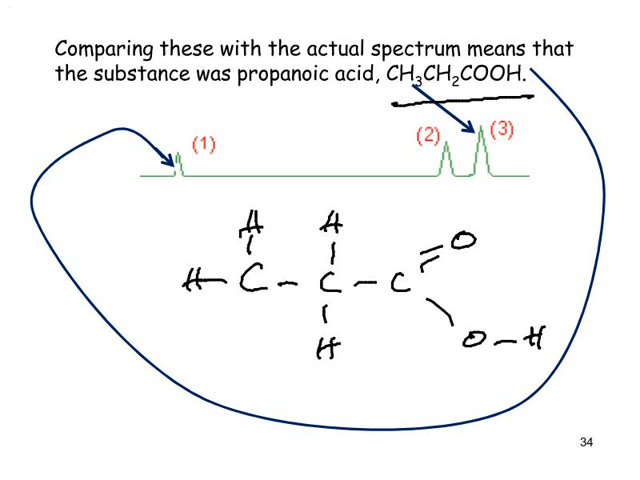 Comparing these with the actual spectrum means that
the substance was propanoic acid, CH₃CH₂COOH.
(1) (2) (3)
H H
H - C - C - C = O
H O - H
34